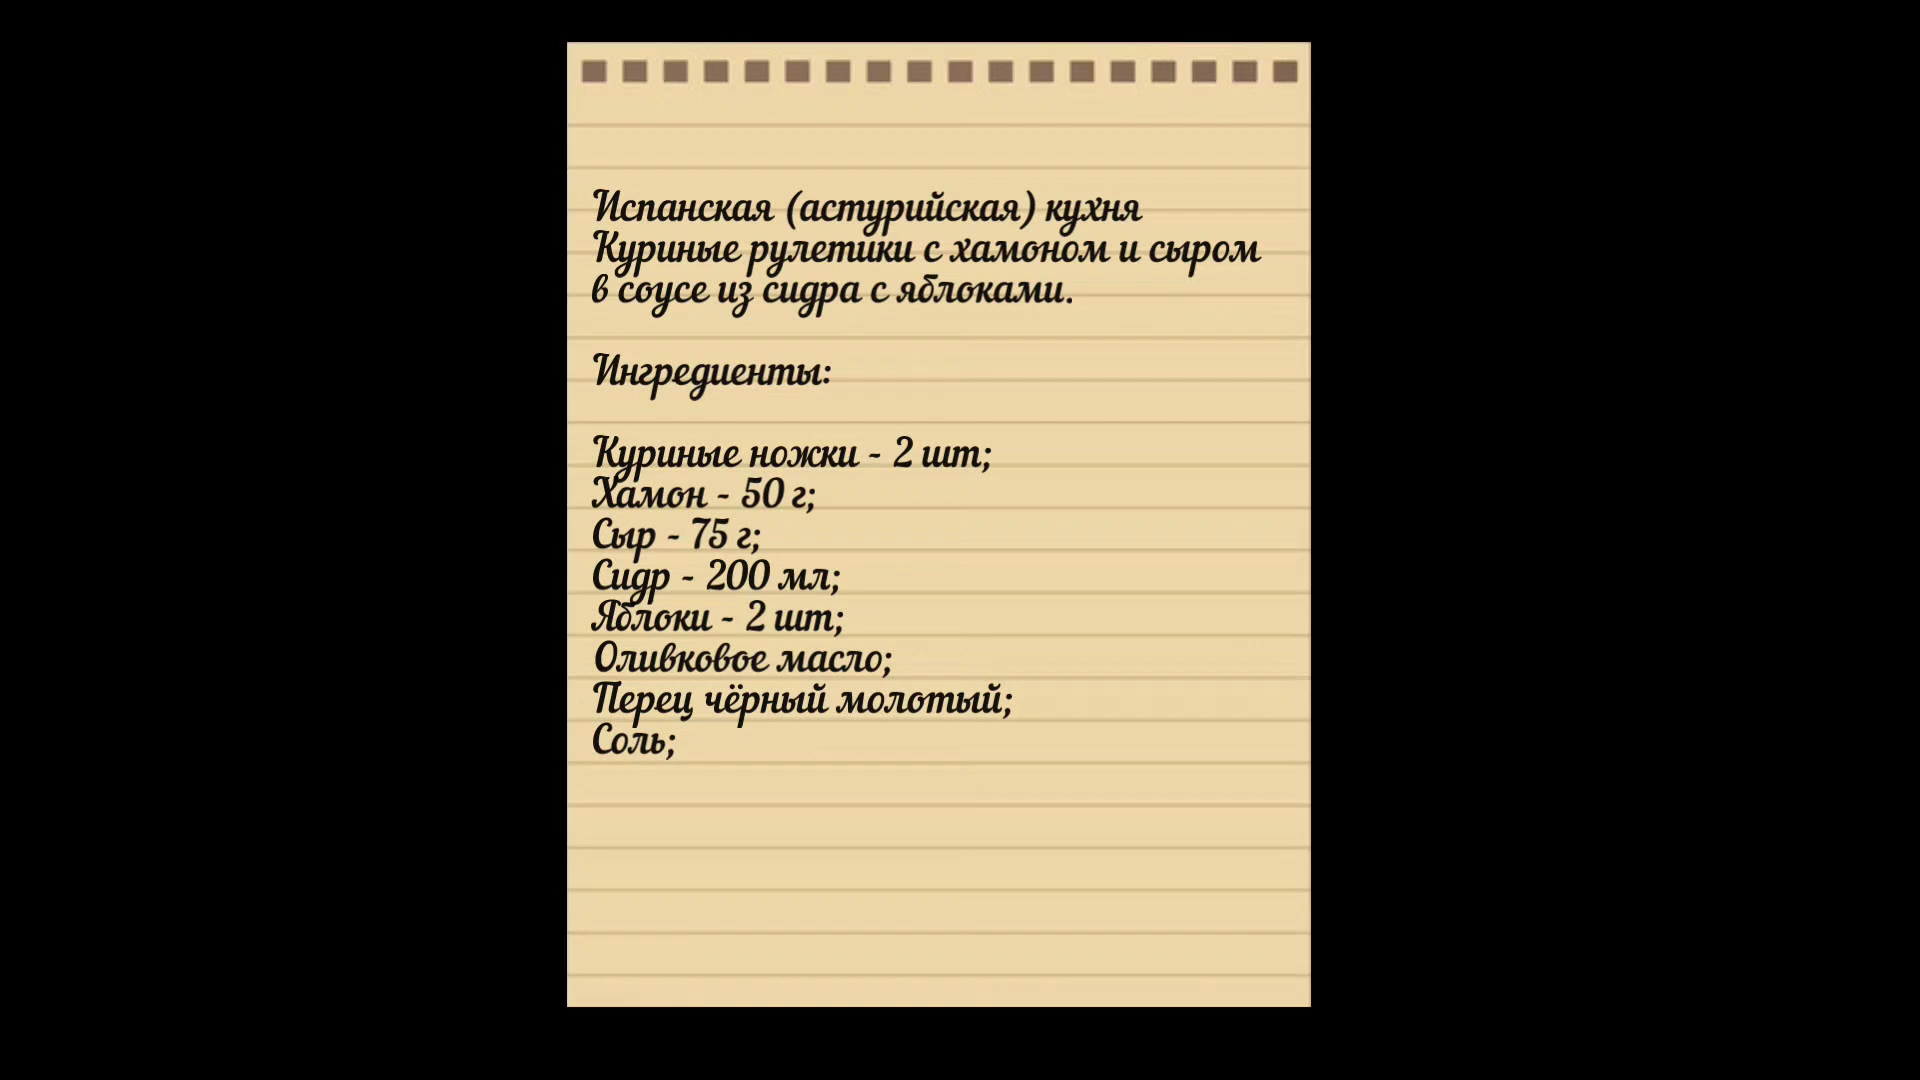 Испанская (астурийская) кухня
Куриные рулетики с хамоном и сыром
в соусе из сидра с яблоками.
Ингредиенты:
Куриные ножки - 2 шт;
Хамон - 50 г;
Сыр - 75 г;
Сидр - 200 мл;
Яблоки - 2 шт;
Оливковое масло;
Перец чёрный молотый;
Соль;